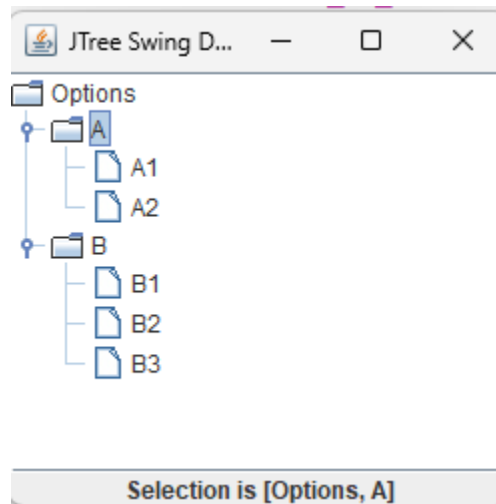 JTree Swing D...
Options
A
A1
A2
B
B1
B2
B3
Selection is [Options, A]